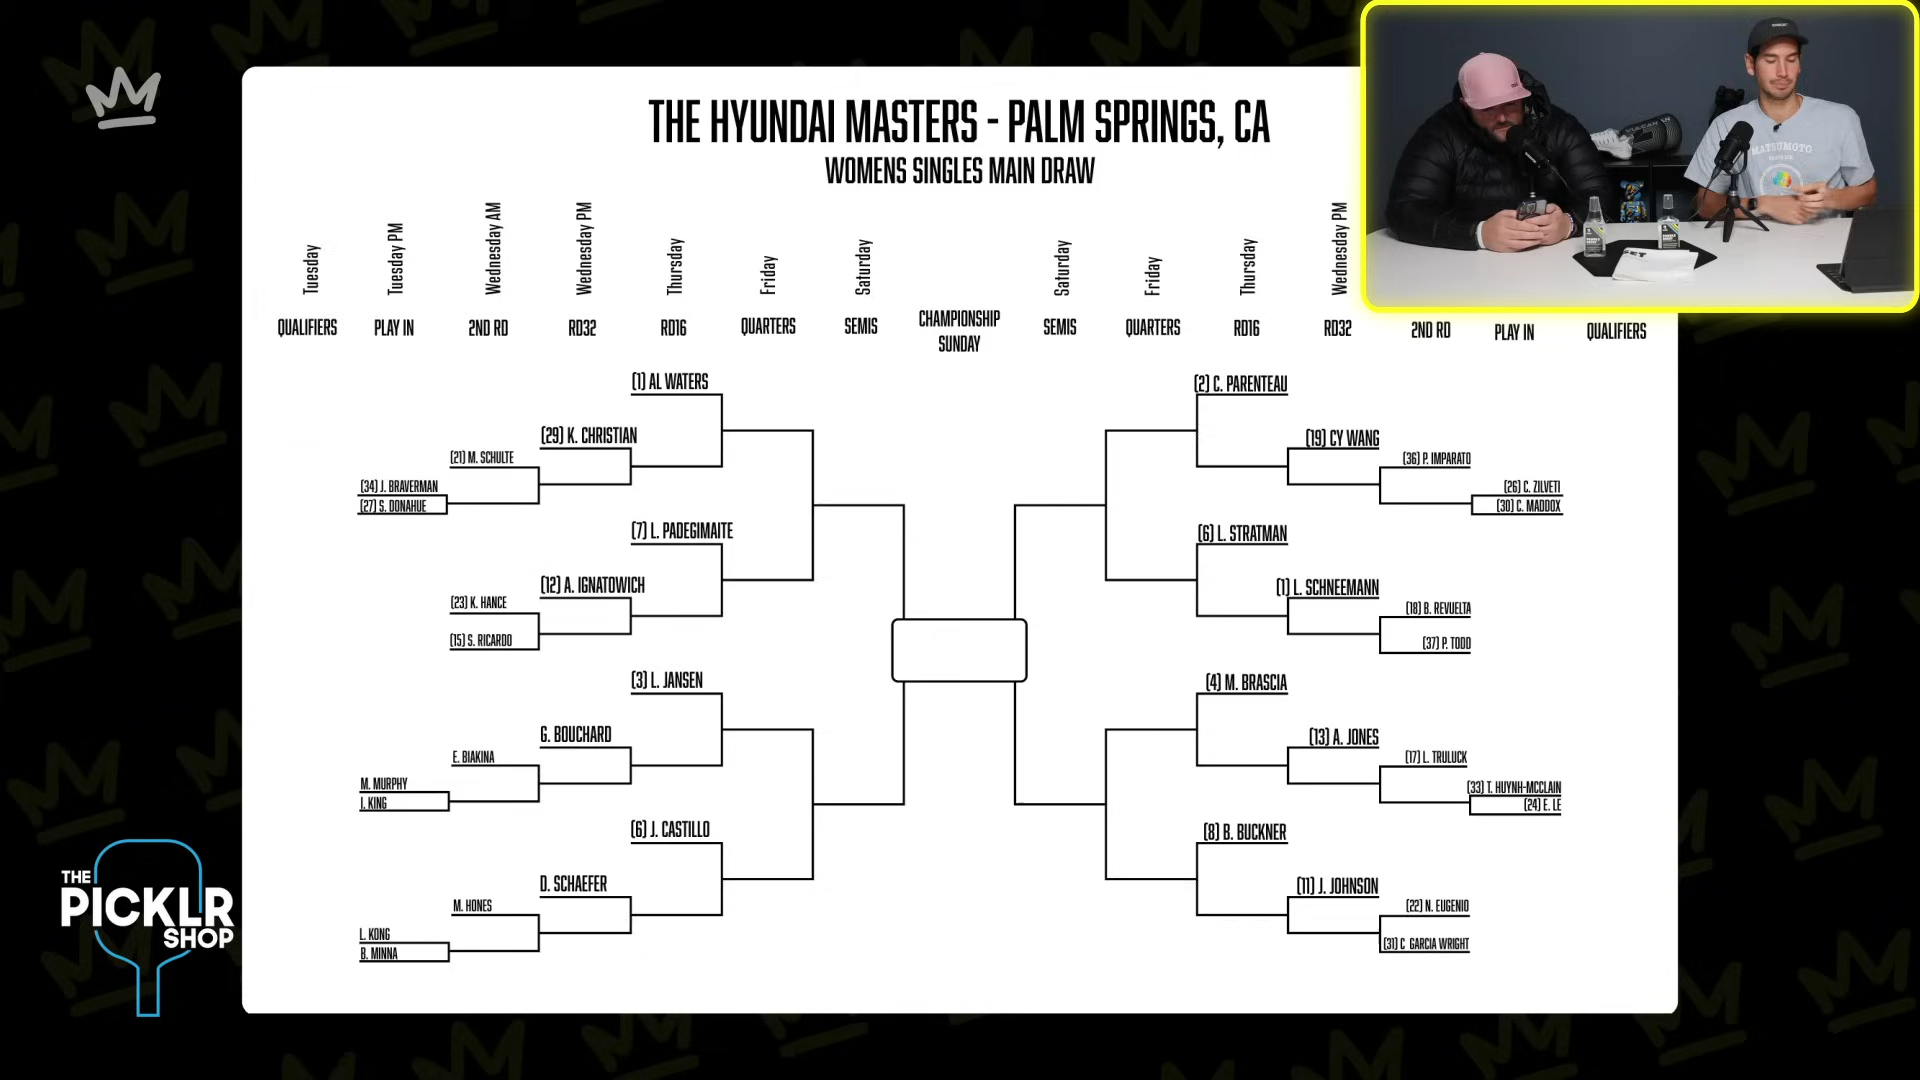 THE HYUNDAI MASTERS - PALM SPRINGS, CA
WOMENS SINGLES MAIN DRAW
Tuesday
Tuesday PM
Wednesday AM
Wednesday PM
Thursday
Friday
Saturday
Saturday
Friday
Thursday
Wednesday PM
QUALIFIERS
PLAY IN
2ND RD
RD32
RD16
QUARTERS
SEMIS
CHAMPIONSHIP
SUNDAY
SEMIS
QUARTERS
RD16
RD32
2ND RD
PLAY IN
QUALIFIERS
(1) AL WATERS
(29) K. CHRISTIAN
(21) M. SCHULTE
(34) J. BRAVERMAN
(27) S. DONAHUE
(7) L. PADEGIMAITE
(12) A. IGNATOWICH
(23) K. HANCE
(15) S. RICARDO
(3) L. JANSEN
G. BOUCHARD
E. BIAKINA
M. MURPHY
I. KING
(6) J. CASTILLO
D. SCHAEFER
M. HONES
L. KONG
B. MINNA
(2) C. PARENTEAU
(19) CY WANG
(36) P. IMPARATO
(26) C. ZILVETI
(30) C. MADDOX
(6) L. STRATMAN
(1) L. SCHNEEMANN
(18) B. REVUELTA
(37) P. TODD
(4) M. BRASCIA
(13) A. JONES
(17) L. TRULUCK
(33) T. HUYNH-MCCLAIN
(24) E. LE
(8) B. BUCKNER
(11) J. JOHNSON
(22) N. EUGENIO
(31) C GARCIA WRIGHT
THE
PICKLR
SHOP
MATSUMOTO